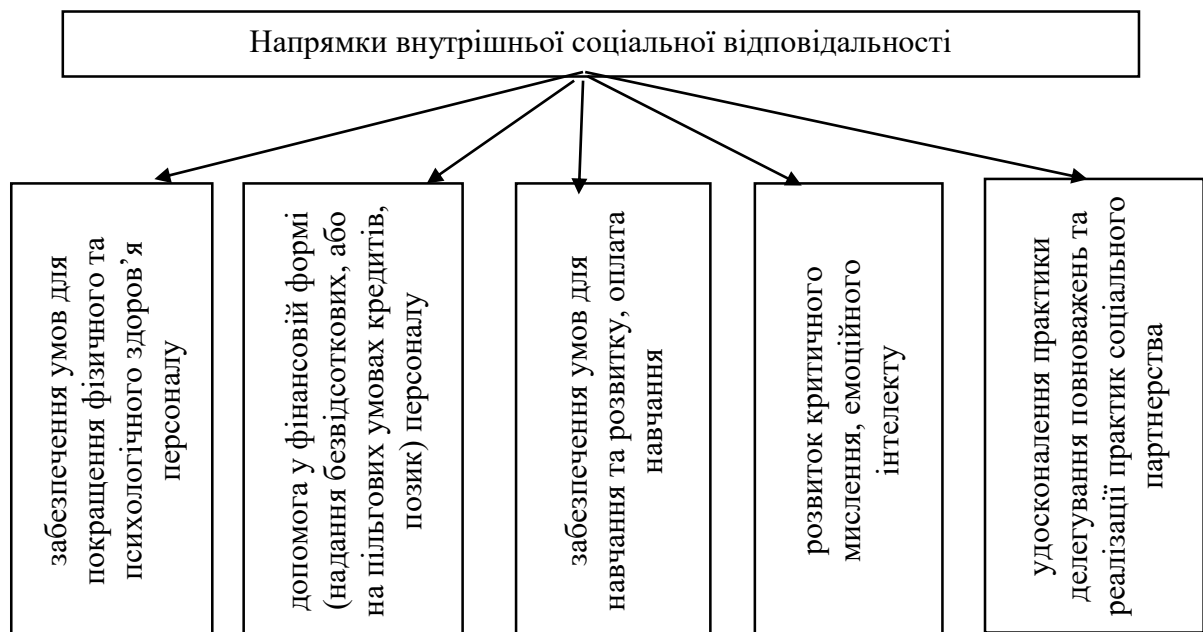 Напрямки внутрішньої соціальної відповідальності
забезпечення умов для
покращення фізичного та
психологічного здоров’я
персоналу
допомога у фінансовій формі
(надання безвідсоткових, або
на пільгових умовах кредитів,
позик) персоналу
забезпечення умов для
навчання та розвитку, оплата
навчання
розвиток критичного
мислення, емоційного
інтелекту
удосконалення практики
делегування повноважень та
реалізації практик соціального
партнерства